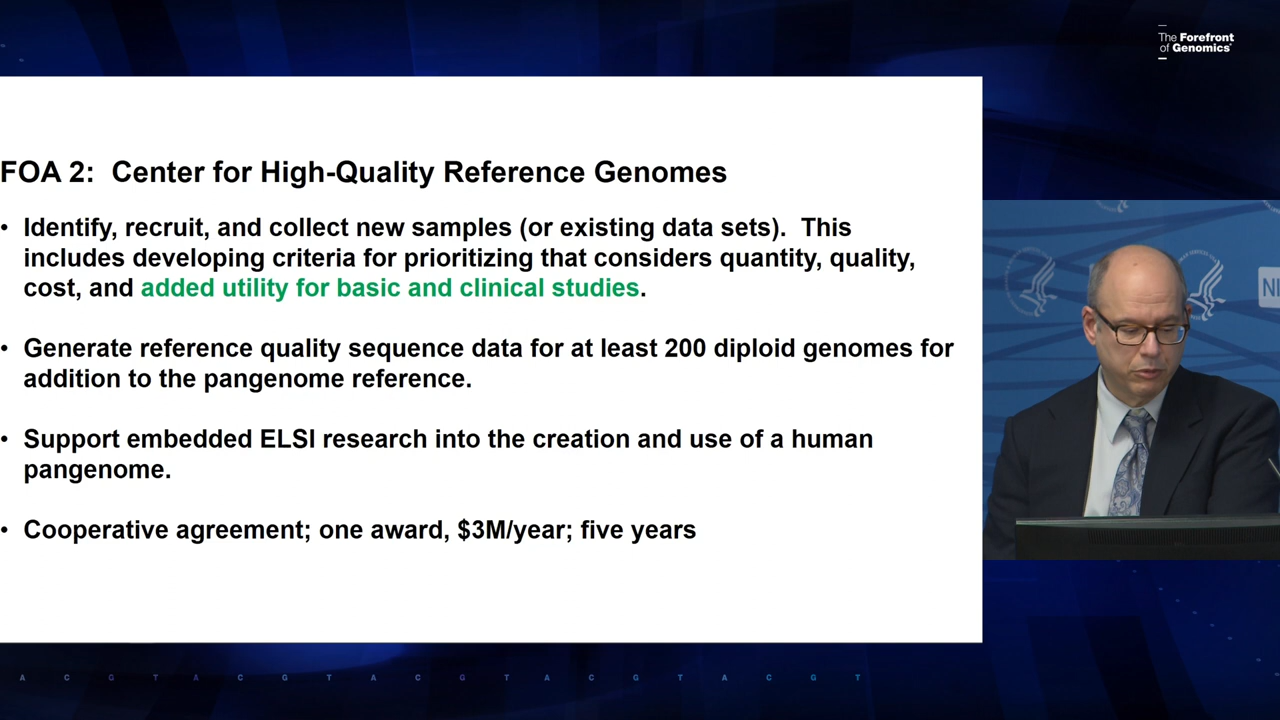 The Forefront
of Genomics®
FOA 2: Center for High-Quality Reference Genomes
• Identify, recruit, and collect new samples (or existing data sets). This
includes developing criteria for prioritizing that considers quantity, quality,
cost, and added utility for basic and clinical studies.
• Generate reference quality sequence data for at least 200 diploid genomes for
addition to the pangenome reference.
• Support embedded ELSI research into the creation and use of a human
pangenome.
• Cooperative agreement; one award, $3M/year; five years
NI
A C G T A C G T A C G T A C G T A C G T